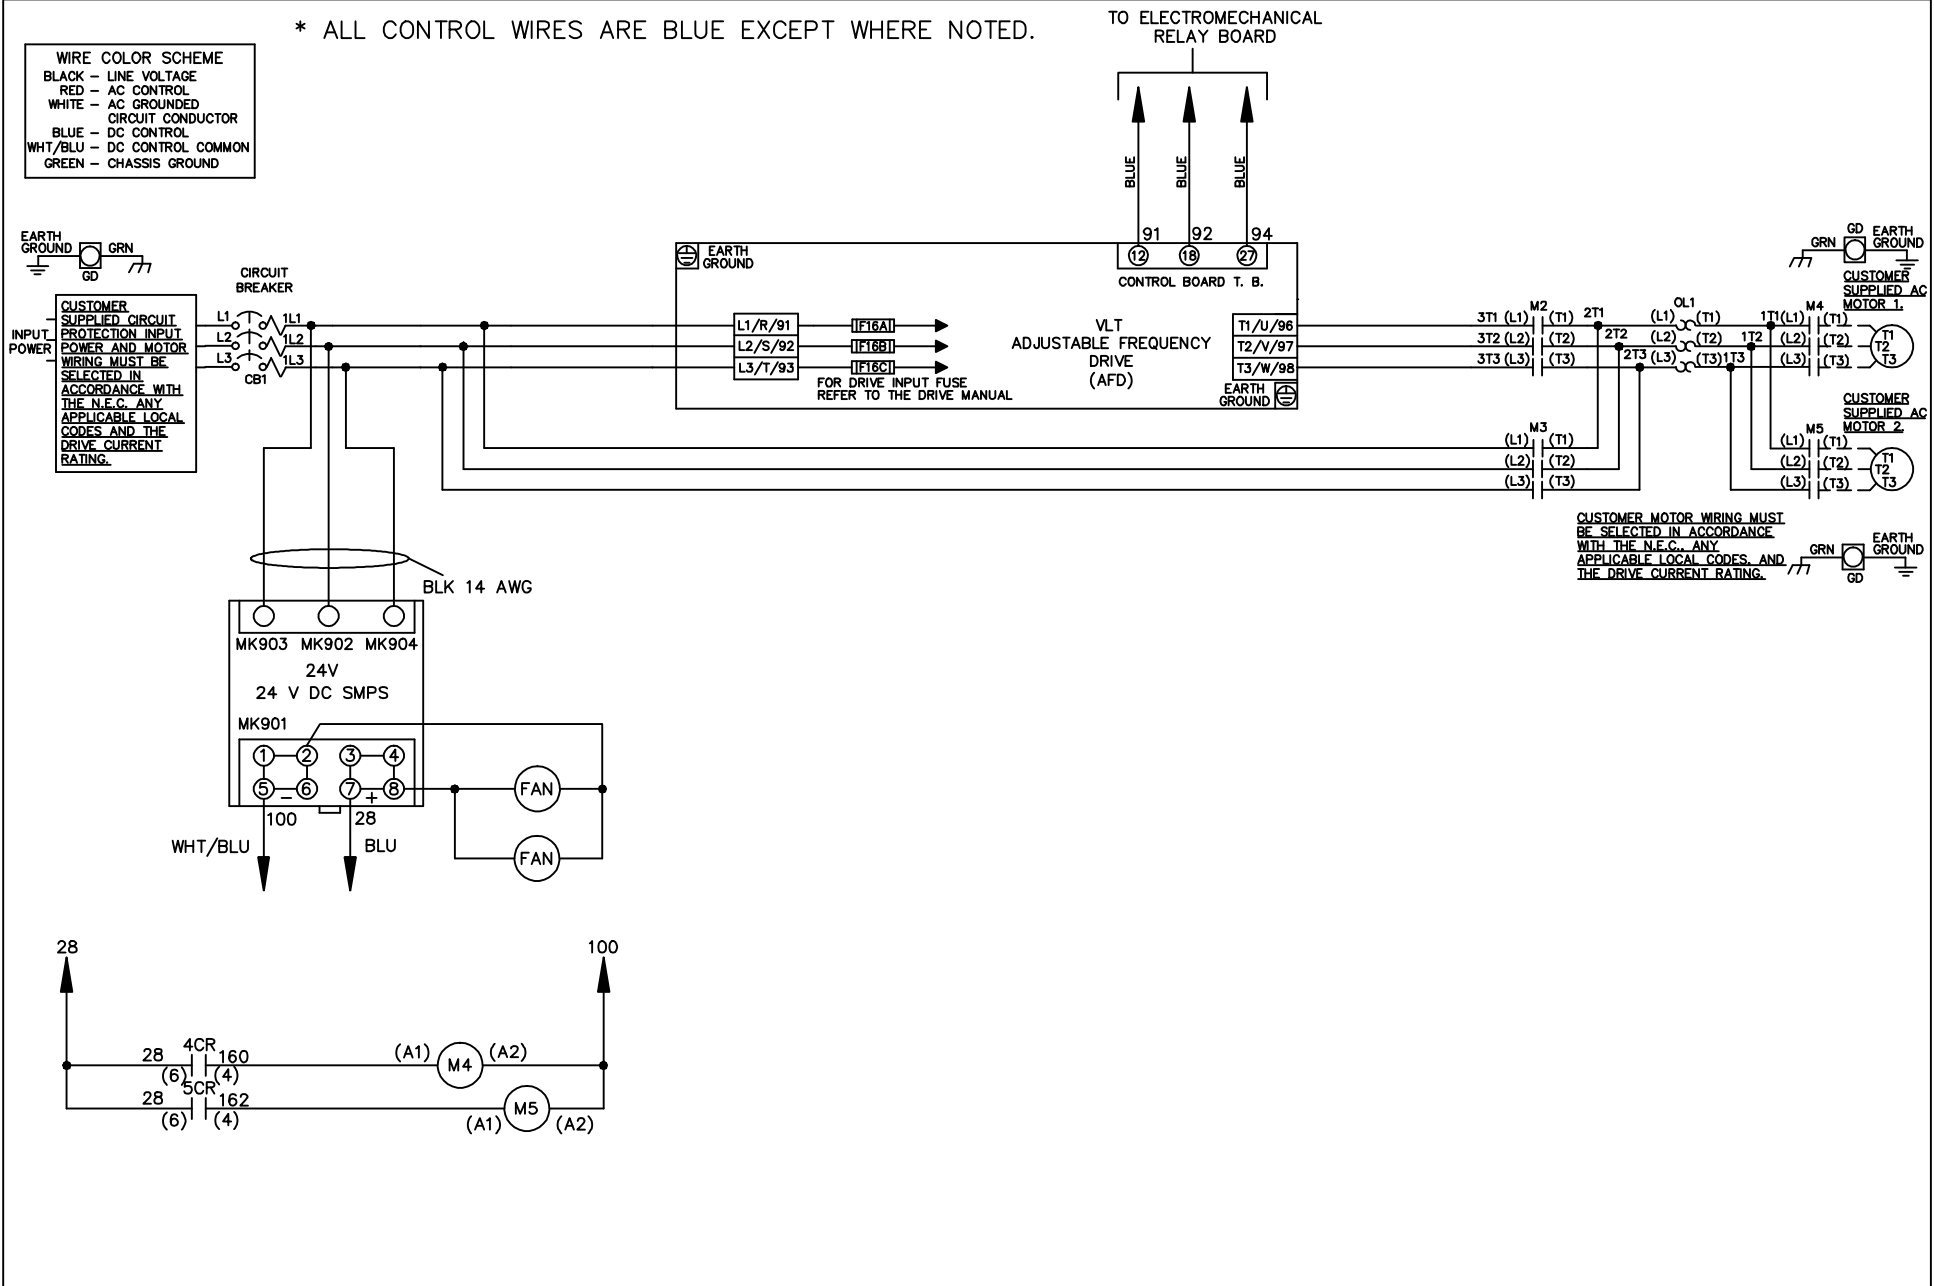 * ALL CONTROL WIRES ARE BLUE EXCEPT WHERE NOTED.
TO ELECTROMECHANICAL
RELAY BOARD
WIRE COLOR SCHEME
BLACK – LINE VOLTAGE
RED – AC CONTROL
WHITE – AC GROUNDED
CIRCUIT CONDUCTOR
BLUE – DC CONTROL
WHT/BLU – DC CONTROL COMMON
GREEN – CHASSIS GROUND
BLUE
BLUE
BLUE
91 92 94
12 18 27
CONTROL BOARD T. B.
EARTH
GROUND
GRN
GD
CIRCUIT
BREAKER
INPUT
POWER
CUSTOMER
SUPPLIED CIRCUIT
PROTECTION INPUT
POWER AND MOTOR
WIRING MUST BE
SELECTED IN
ACCORDANCE WITH
THE N.E.C. ANY
APPLICABLE LOCAL
CODES AND THE
DRIVE CURRENT
RATING.
L1 1L1
L2 1L2
L3 1L3
CB1
EARTH
GROUND
L1/R/91 F16A
L2/S/92 F16B
L3/T/93 F16C
FOR DRIVE INPUT FUSE
REFER TO THE DRIVE MANUAL
VLT
ADJUSTABLE FREQUENCY
DRIVE
(AFD)
T1/U/96
T2/V/97
T3/W/98
EARTH
GROUND
M2
3T1 (L1) (T1) 2T1
3T2 (L2) (T2) 2T2
3T3 (L3) (T3) 2T3
OL1
(L1) (T1) 1T1
(L2) (T2) 1T2
(L3) (T3) 1T3
GD
GRN
EARTH
GROUND
CUSTOMER
SUPPLIED AC
MOTOR 1.
M4
(L1) (T1) T1
(L2) (T2) T2
(L3) (T3) T3
M3
(L1) (T1)
(L2) (T2)
(L3) (T3)
CUSTOMER
SUPPLIED AC
MOTOR 2.
M5
(L1) (T1) T1
(L2) (T2) T2
(L3) (T3) T3
CUSTOMER MOTOR WIRING MUST
BE SELECTED IN ACCORDANCE
WITH THE N.E.C., ANY
APPLICABLE LOCAL CODES, AND
THE DRIVE CURRENT RATING.
GRN
GD
EARTH
GROUND
BLK 14 AWG
MK903 MK902 MK904
24V
24 V DC SMPS
MK901
1 2 3 4
5 – 6 7 + 8
100 28
WHT/BLU BLU
FAN
FAN
28 100
28 4CR 160 (A1) M4 (A2)
(6) (4)
28 5CR 162 M5
(6) (4) (A1) (A2)